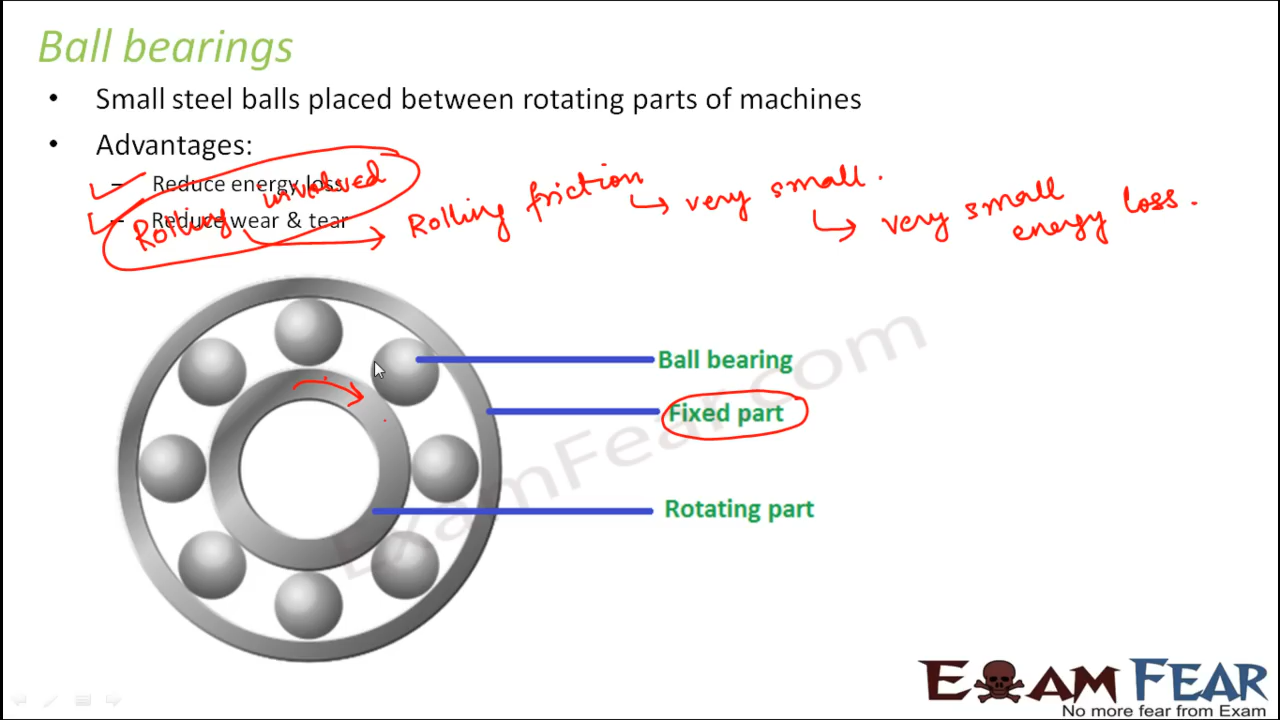 Ball bearings
• Small steel balls placed between rotating parts of machines
• Advantages:
– Reduce energy loss
– Reduce wear & tear
Rolling involved
Rolling friction
very small.
very small
energy loss.
Ball bearing
Fixed part
Rotating part
ExamFear.com
EXAM FEAR
No more fear from Exam